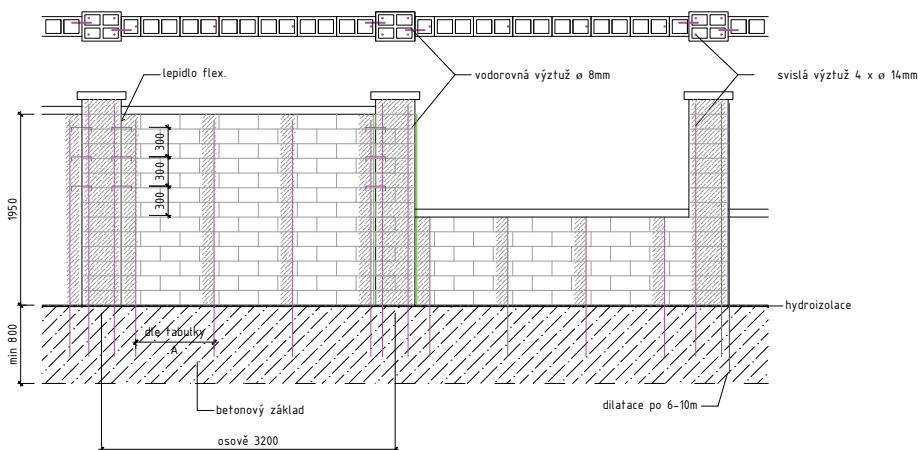 lepidlo flex.
vodorovná výztuž ø 8mm
svislá výztuž 4 x ø 14mm
300
300
300
1950
hydroizolace
min 800
dle tabulky
A
betonový základ
dilatace po 6-10m
osově 3200